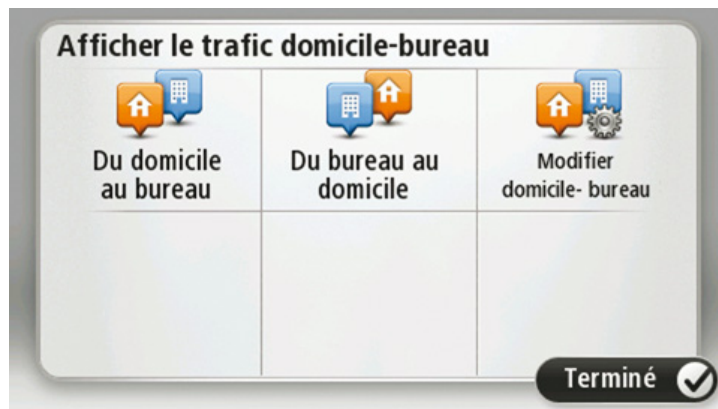 Afficher le trafic domicile-bureau
Du domicile
au bureau
Du bureau au
domicile
Modifier
domicile- bureau
Terminé